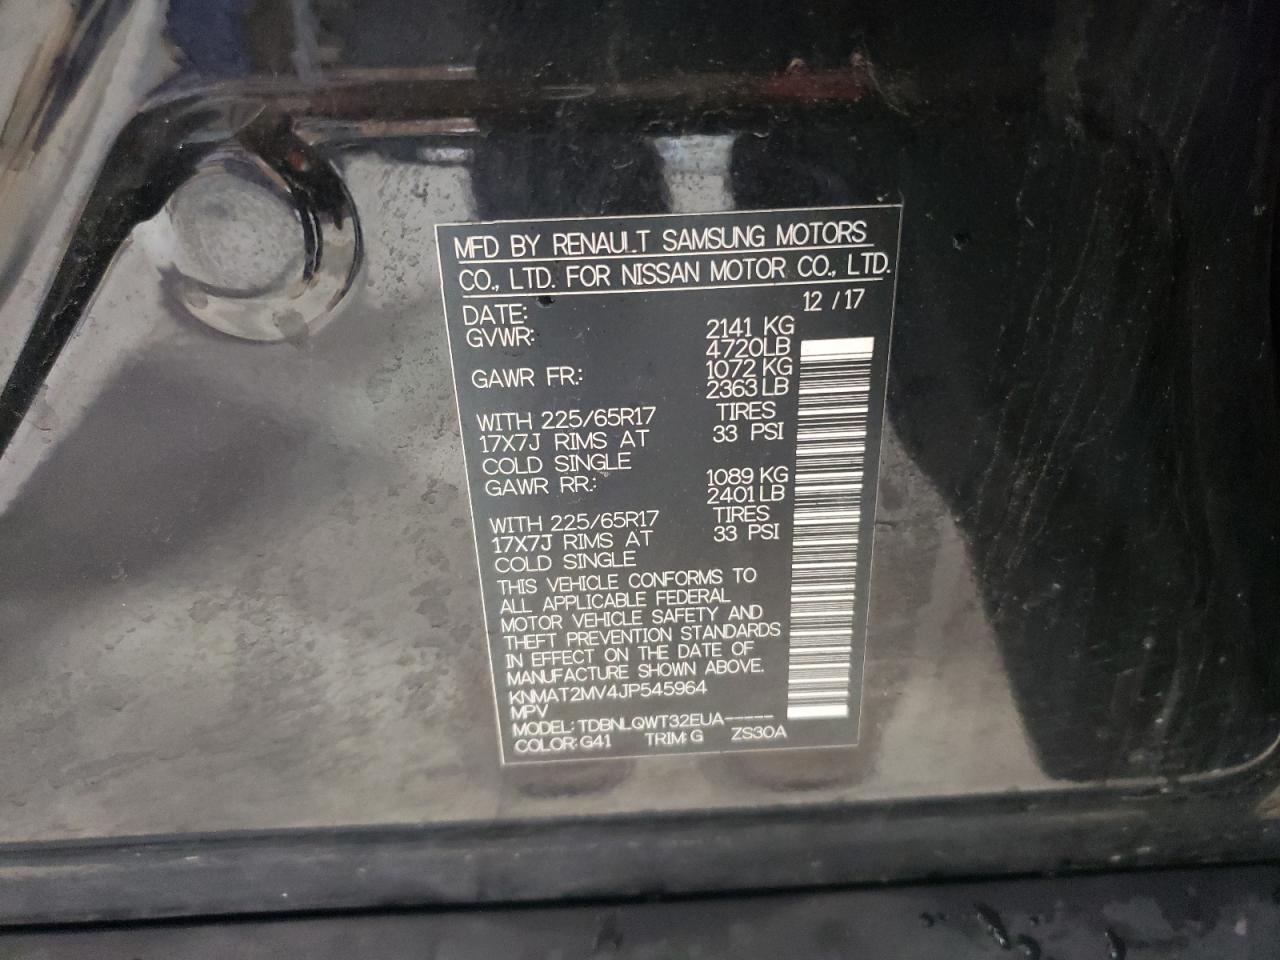 MFD BY RENAULT SAMSUNG MOTORS
CO., LTD. FOR NISSAN MOTOR CO., LTD.
DATE: 12 / 17
GVWR: 2141 KG
4720LB
GAWR FR.: 1072 KG
2363 LB
WITH 225/65R17 TIRES
17X7J RIMS AT 33 PSI
COLD SINGLE
GAWR RR.: 1089 KG
2401 LB
WITH 225/65R17 TIRES
17X7J RIMS AT 33 PSI
COLD SINGLE
THIS VEHICLE CONFORMS TO
ALL APPLICABLE FEDERAL
MOTOR VEHICLE SAFETY AND
THEFT PREVENTION STANDARDS
IN EFFECT ON THE DATE OF
MANUFACTURE SHOWN ABOVE.
KNMAT2MV4JP545964
MPV
MODEL: TDBNLQWT32EUA-----
COLOR: G41 TRIM: G ZS30A